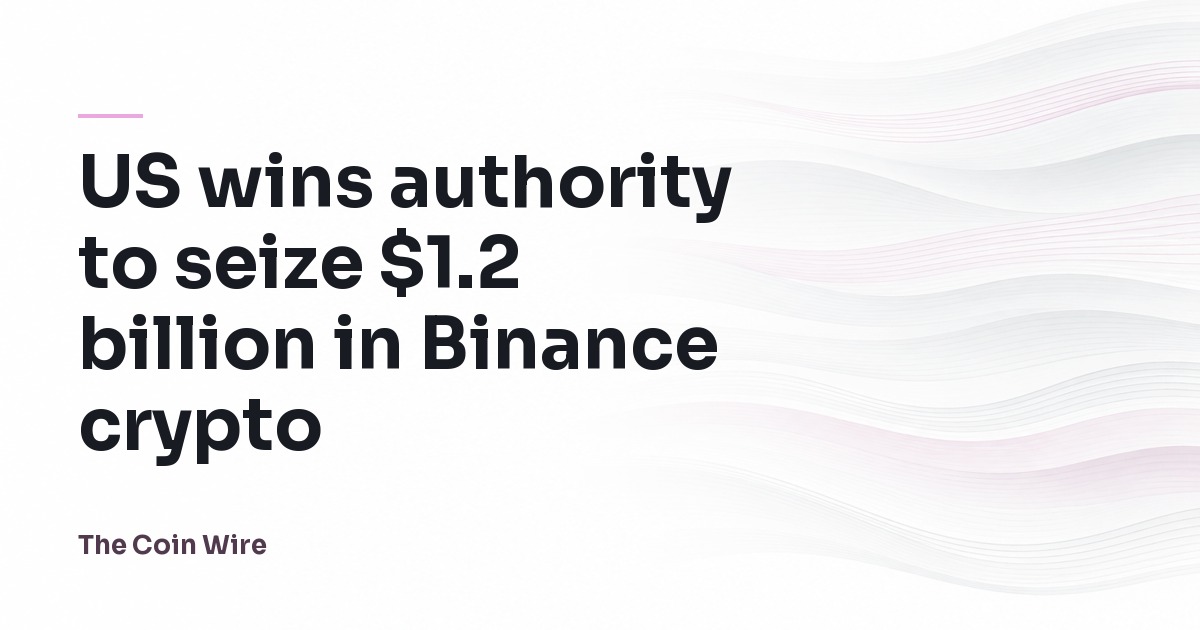 US wins authority
to seize $1.2
billion in Binance
crypto
The Coin Wire